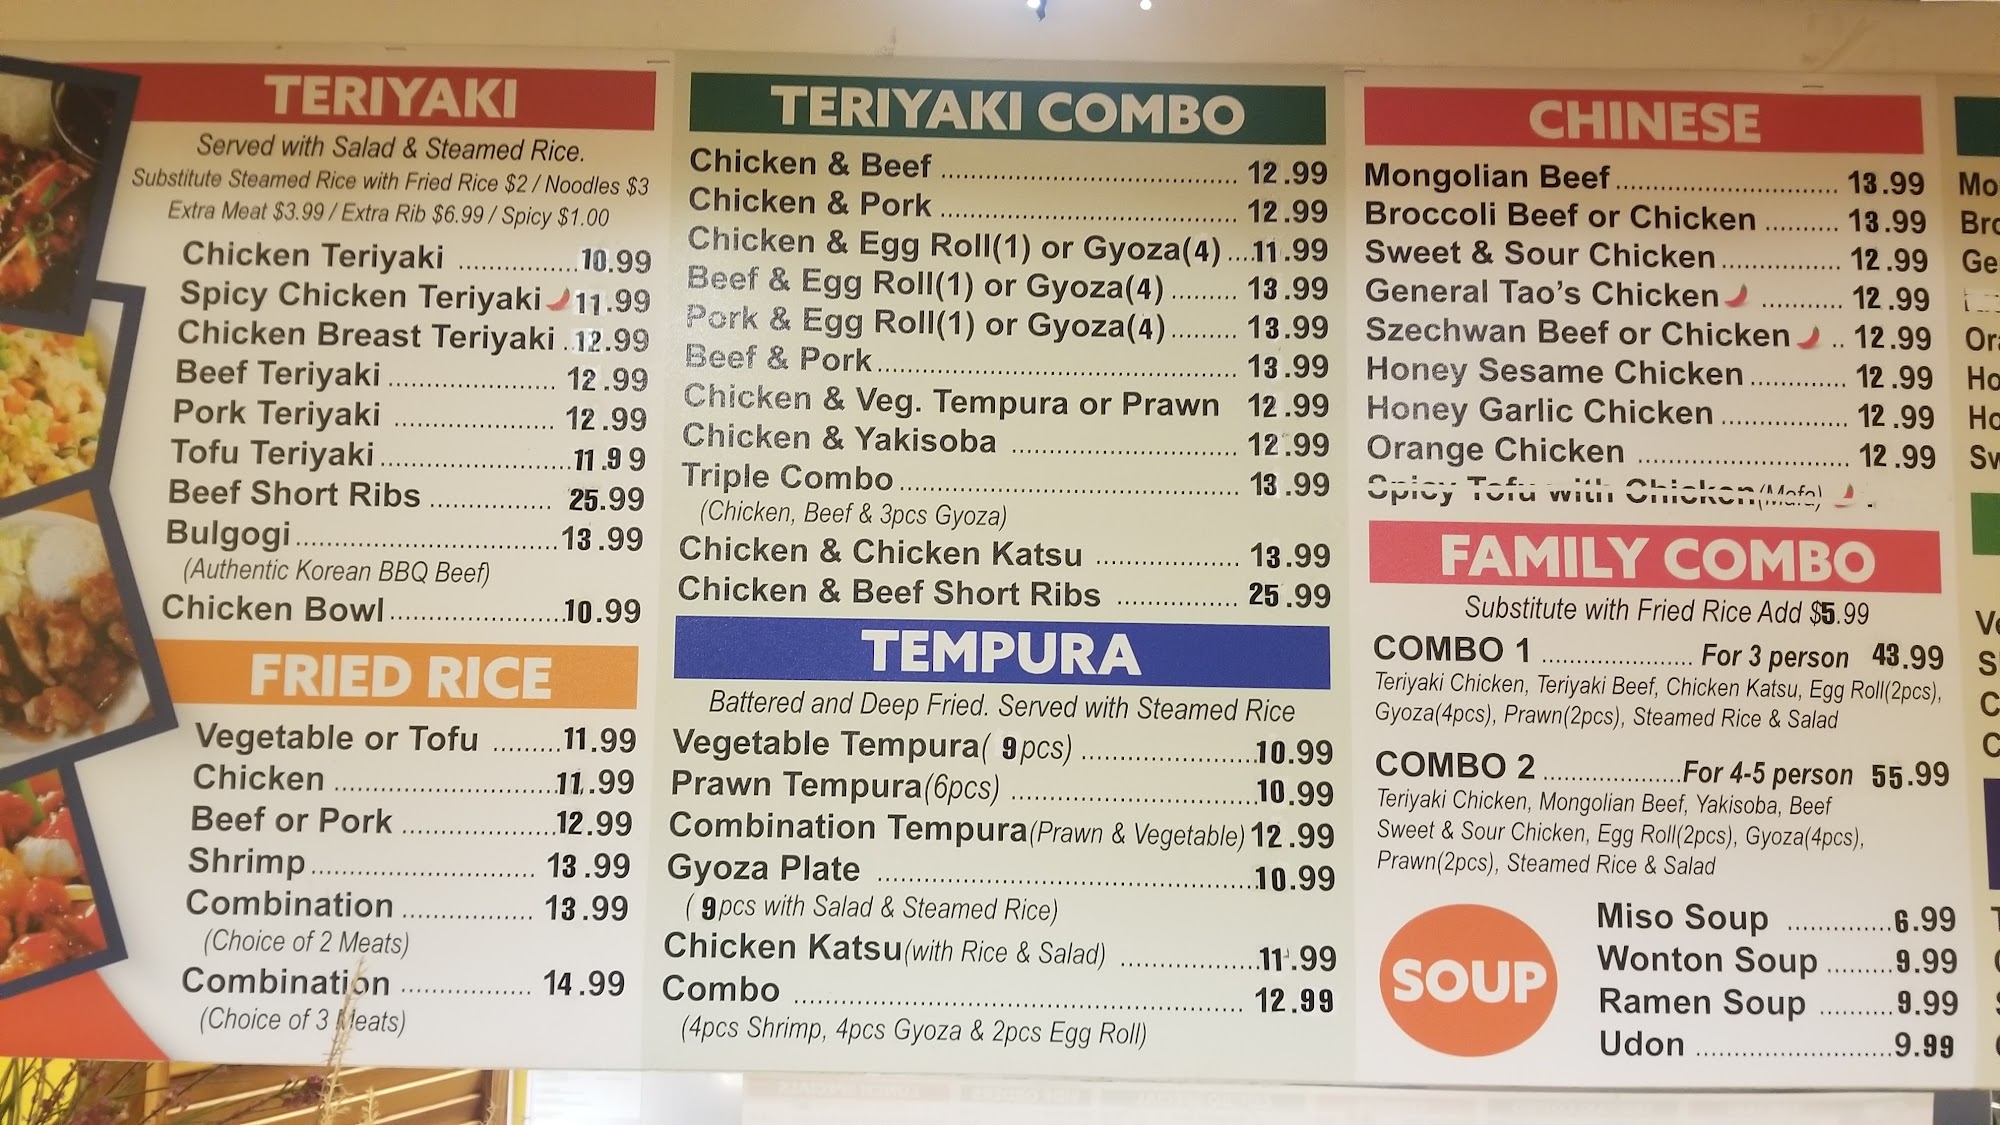 TERIYAKI
Served with Salad & Steamed Rice.
Substitute Steamed Rice with Fried Rice $2 / Noodles $3
Extra Meat $3.99 / Extra Rib $6.99 / Spicy $1.00
Chicken Teriyaki ................10.99
Spicy Chicken Teriyaki 11.99
Chicken Breast Teriyaki . 12.99
Beef Teriyaki ...................... 12.99
Pork Teriyaki ..................... 12.99
Tofu Teriyaki .........................11.99
Beef Short Ribs ................ 25.99
Bulgogi ...................................13.99
(Authentic Korean BBQ Beef)
Chicken Bowl .......................10.99
FRIED RICE
Vegetable or Tofu .........11.99
Chicken .............................11.99
Beef or Pork ....................12.99
Shrimp ............................. 13.99
Combination ................. 13.99
(Choice of 2 Meats)
Combination ................. 14.99
(Choice of 3 Meats)
TERIYAKI COMBO
Chicken & Beef ...................................... 12.99
Chicken & Pork ...................................... 12.99
Chicken & Egg Roll(1) or Gyoza(4) ....11.99
Beef & Egg Roll(1) or Gyoza(4) ......... 13.99
Pork & Egg Roll(1) or Gyoza(4) ......... 13.99
Beef & Pork .............................................. 13.99
Chicken & Veg. Tempura or Prawn 12.99
Chicken & Yakisoba ............................. 12.99
Triple Combo ............................................ 13.99
(Chicken, Beef & 3pcs Gyoza)
Chicken & Chicken Katsu .................. 13.99
Chicken & Beef Short Ribs ................ 25.99
TEMPURA
Battered and Deep Fried. Served with Steamed Rice
Vegetable Tempura( 9pcs) .......................10.99
Prawn Tempura(6pcs) ................................10.99
Combination Tempura(Prawn & Vegetable) 12.99
Gyoza Plate ..................................................10.99
( 9pcs with Salad & Steamed Rice)
Chicken Katsu(with Rice & Salad) ..................11.99
Combo ............................................................ 12.99
(4pcs Shrimp, 4pcs Gyoza & 2pcs Egg Roll)
CHINESE
Mongolian Beef ............................. 13.99
Broccoli Beef or Chicken .......... 13.99
Sweet & Sour Chicken ................ 12.99
General Tao's Chicken ........... 12.99
Szechwan Beef or Chicken .. 12.99
Honey Sesame Chicken ............. 12.99
Honey Garlic Chicken ................. 12.99
Orange Chicken ............................ 12.99
Spicy Tofu with Chicken(Mafa)
FAMILY COMBO
Substitute with Fried Rice Add $5.99
COMBO 1 ...................... For 3 person 43.99
Teriyaki Chicken, Teriyaki Beef, Chicken Katsu, Egg Roll(2pcs),
Gyoza(4pcs), Prawn(2pcs), Steamed Rice & Salad
COMBO 2 ....................For 4-5 person 55.99
Teriyaki Chicken, Mongolian Beef, Yakisoba, Beef
Sweet & Sour Chicken, Egg Roll(2pcs), Gyoza(4pcs),
Prawn(2pcs), Steamed Rice & Salad
SOUP
Miso Soup ..............6.99
Wonton Soup .........9.99
Ramen Soup ..........9.99
Udon ..........................9.99